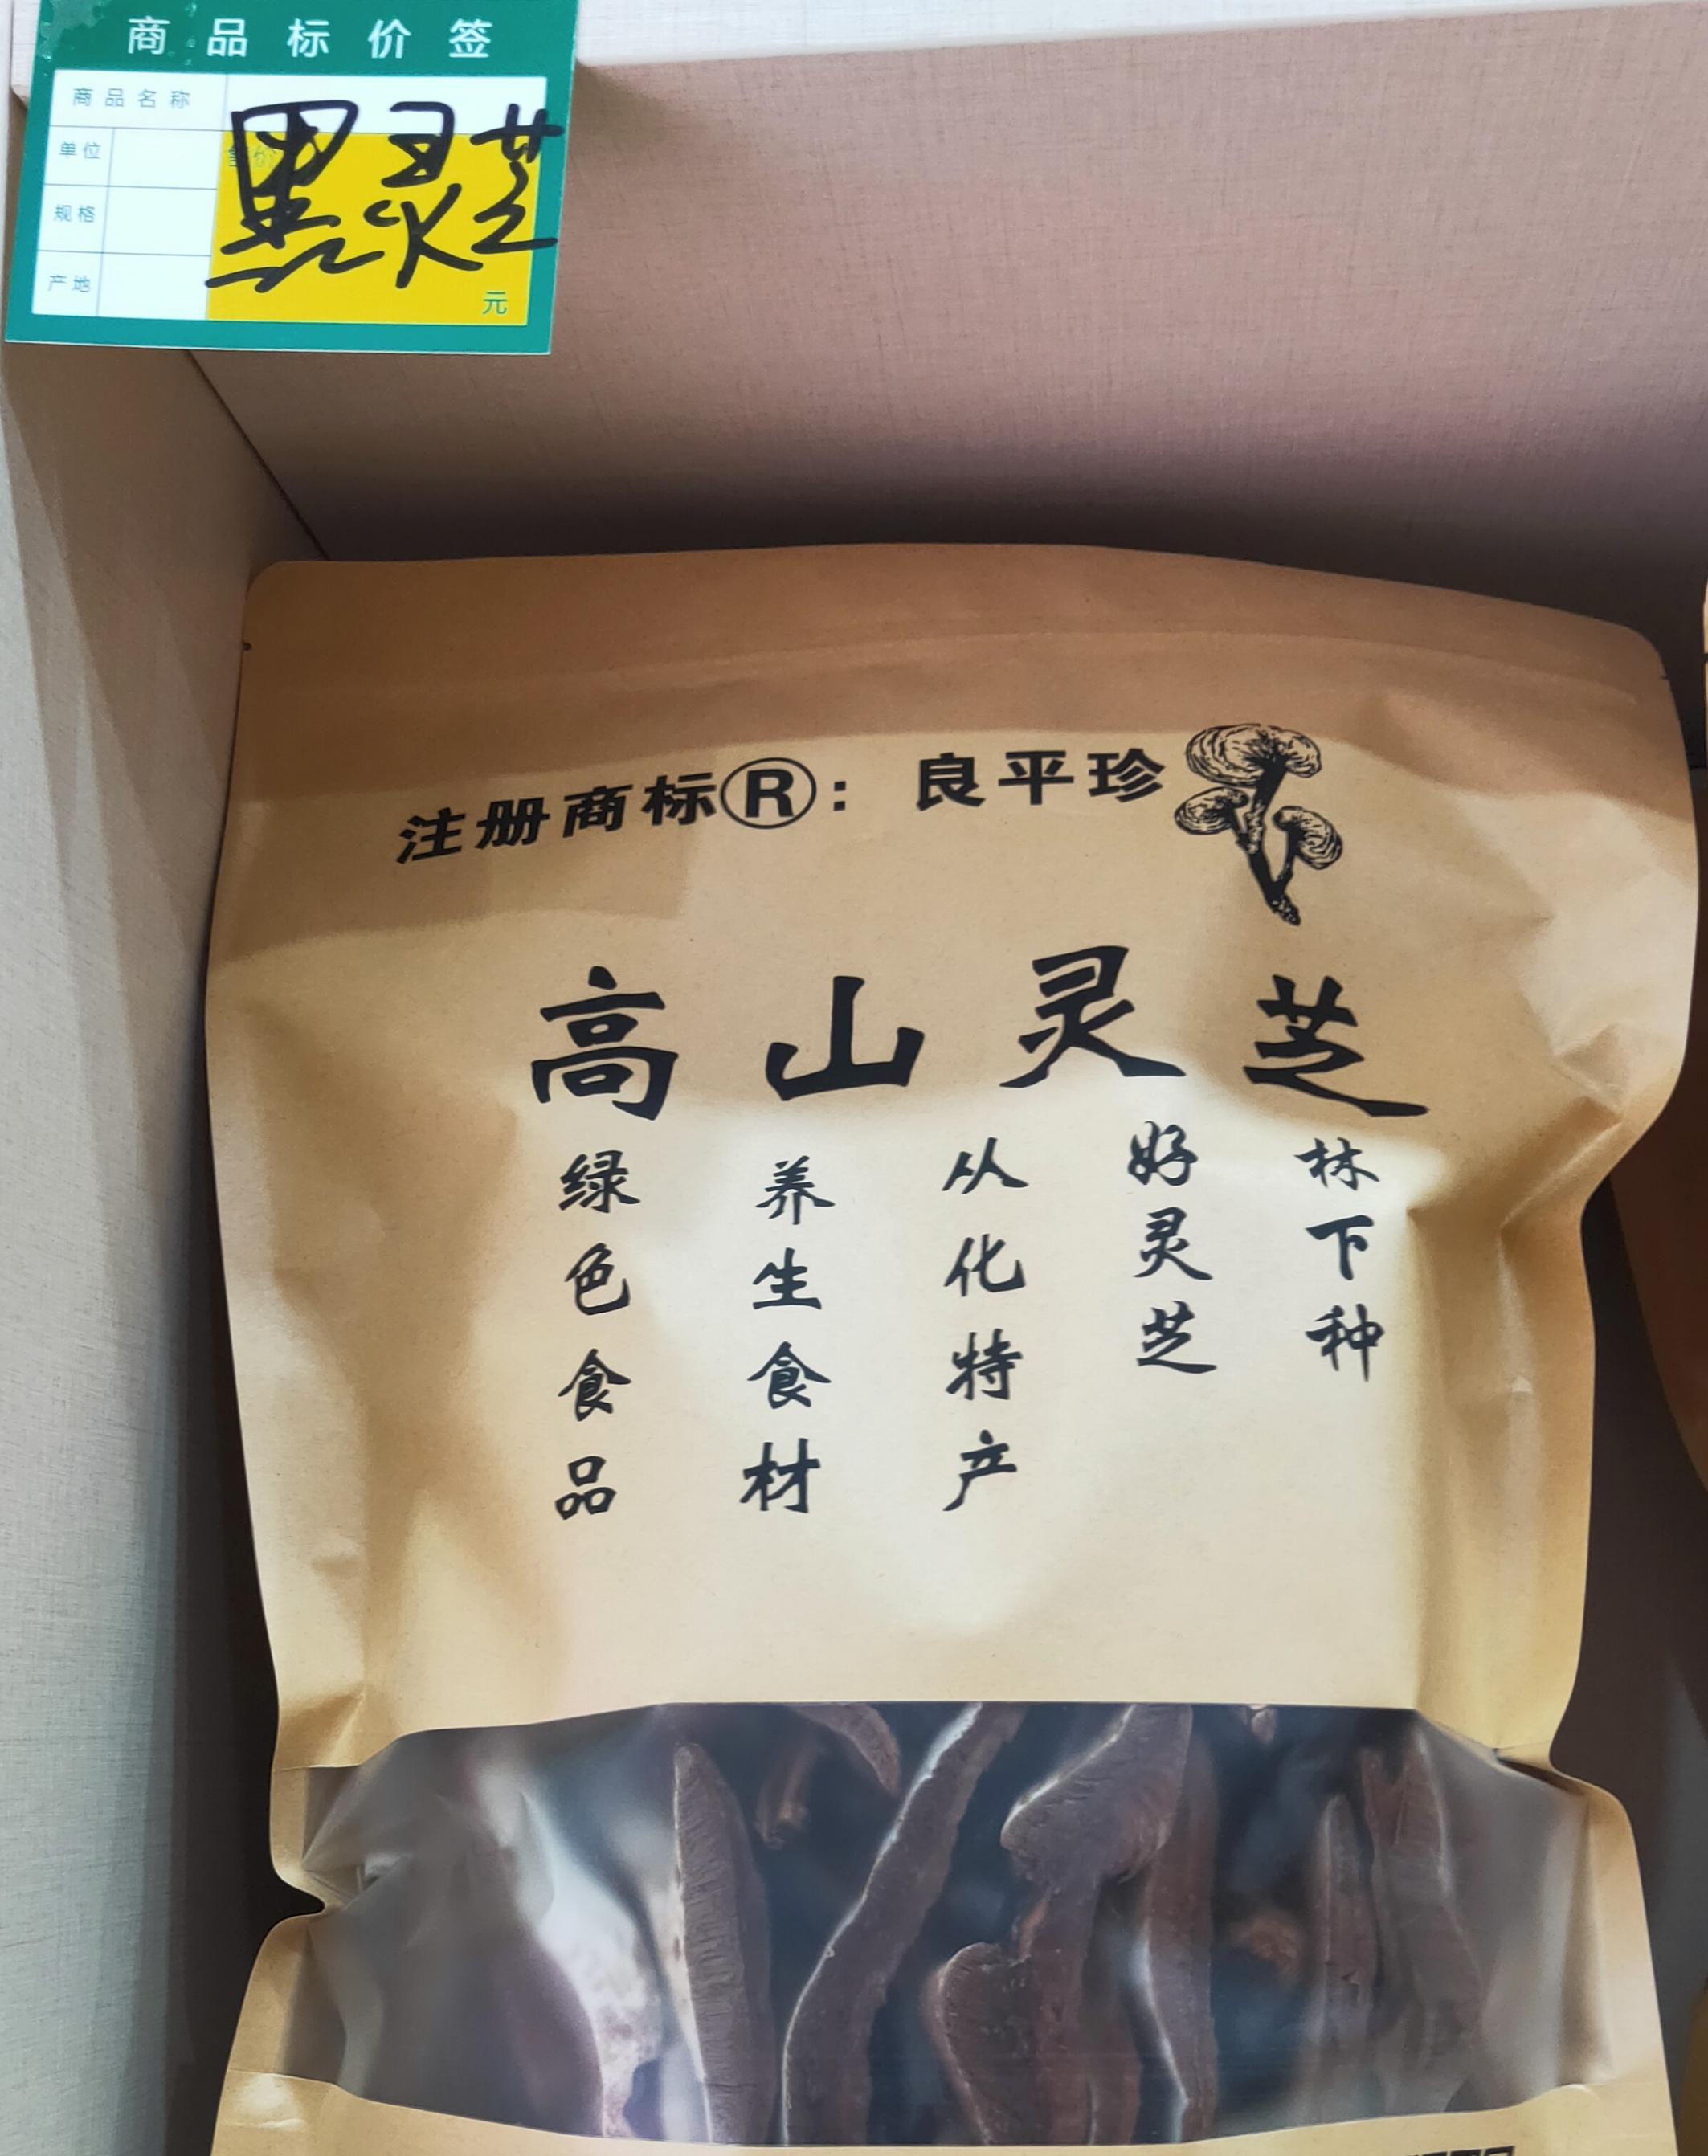 商品标价签
商品名称
黑灵芝
单位
规格
产地
元
注册商标®：良平珍
高山灵芝
林下种
好灵芝
从化特产
养生食材
绿色食品